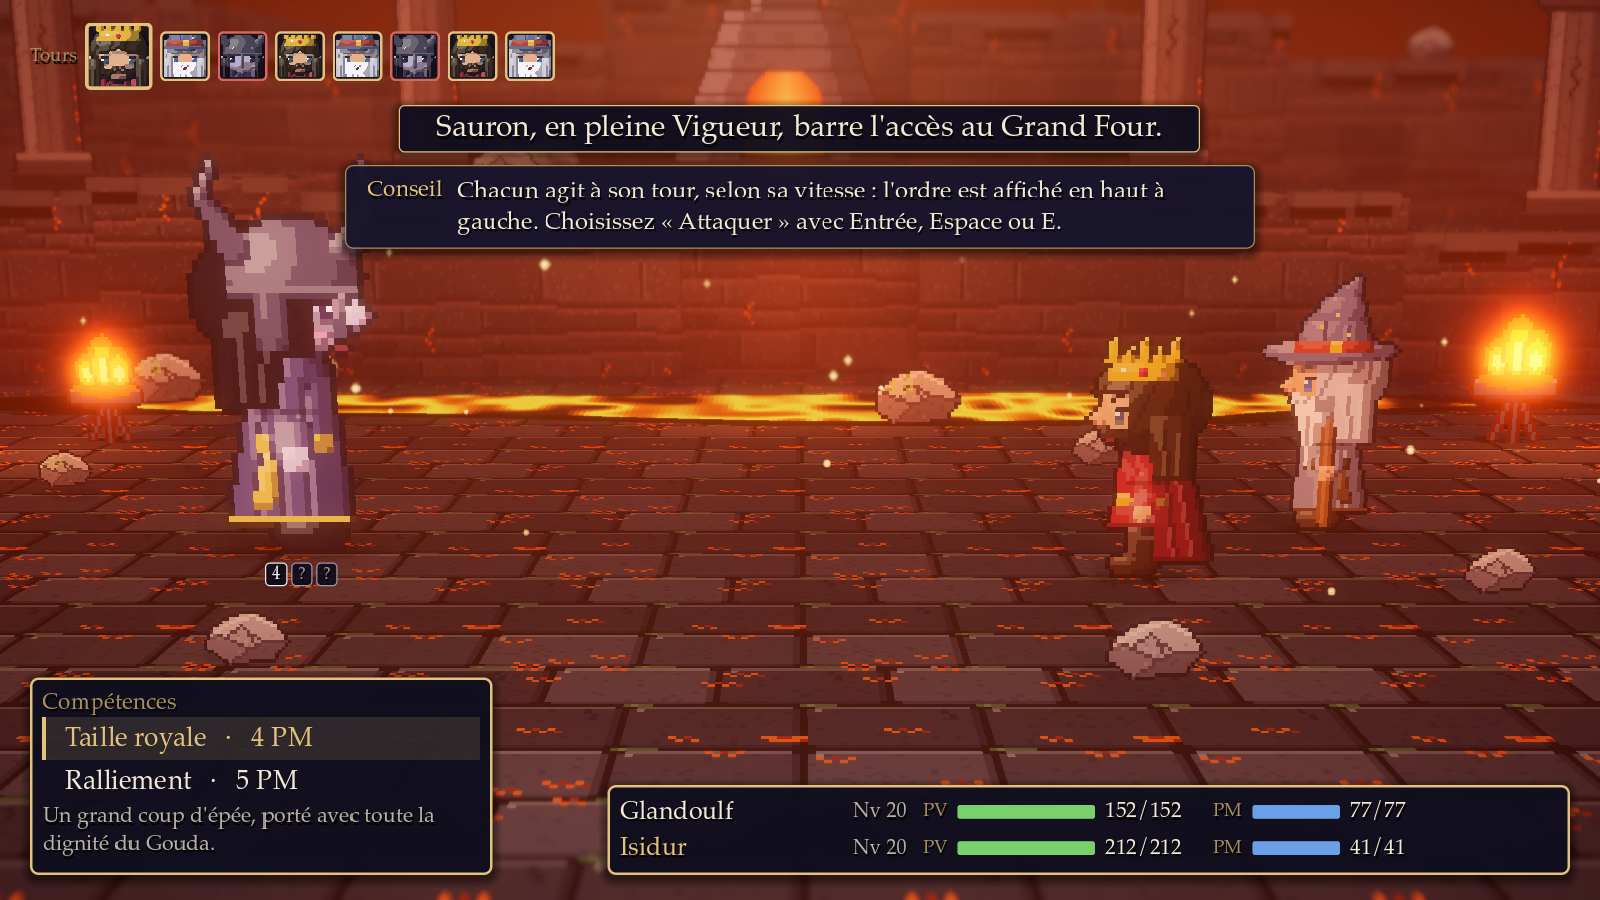 Tours
Sauron, en pleine Vigueur, barre l'accès au Grand Four.
Conseil Chacun agit à son tour, selon sa vitesse : l'ordre est affiché en haut à
gauche. Choisissez « Attaquer » avec Entrée, Espace ou E.
4 ? ?
Compétences
Taille royale · 4 PM
Ralliement · 5 PM
Un grand coup d'épée, porté avec toute la
dignité du Gouda.
Glandoulf Nv 20 PV 152/152 PM 77/77
Isidur Nv 20 PV 212/212 PM 41/41